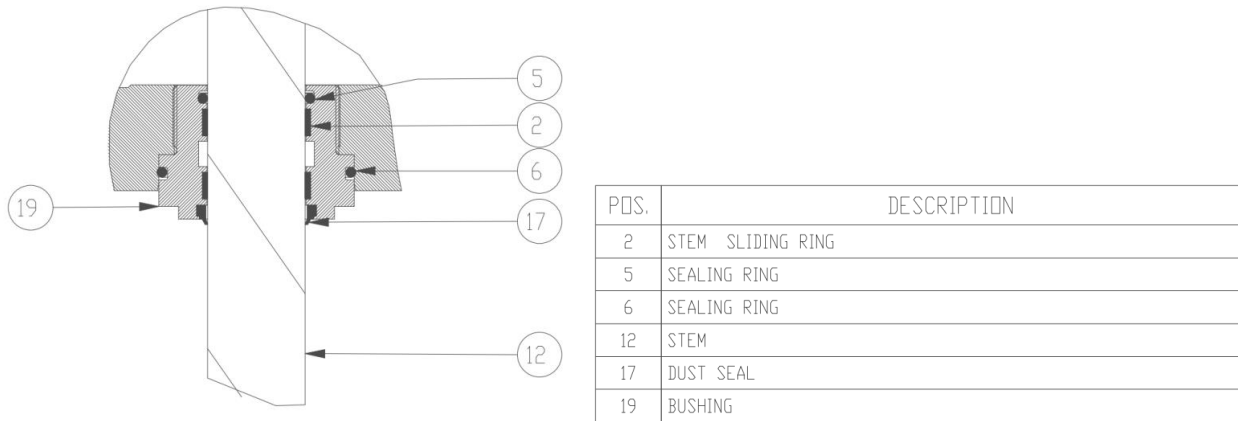 5
2
6
19
17
12
POS. DESCRIPTION
2 STEM SLIDING RING
5 SEALING RING
6 SEALING RING
12 STEM
17 DUST SEAL
19 BUSHING